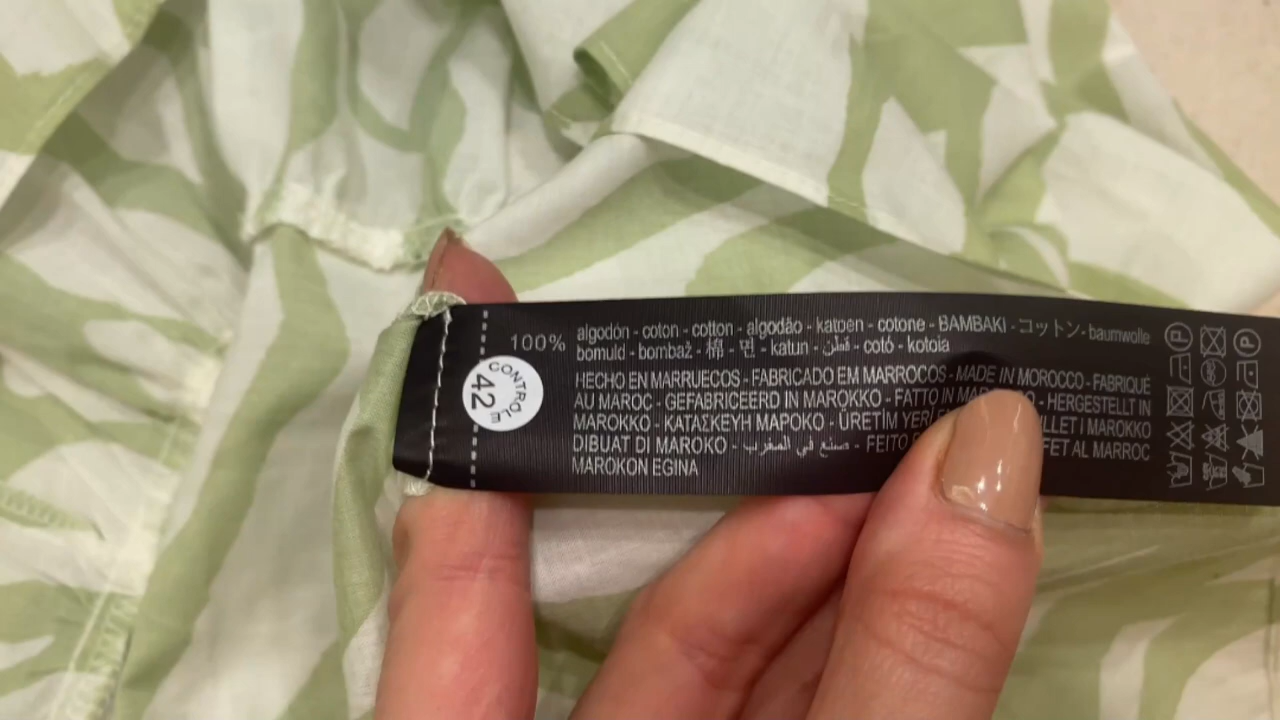 100%
algodón - coton - cotton - algodão - katoen - cotone - BAMBAKI - コットン- baumwolle
bomuld - bombaž - 棉 - 면 - katun - قطن - cotó - kotoia
HECHO EN MARRUECOS - FABRICADO EM MARROCOS - MADE IN MOROCCO - FABRIQUÉ
AU MAROC - GEFABRICEERD IN MAROKKO - FATTO IN - HERGESTELLT IN
MAROKKO - ΚΑΤΑΣΚΕΥΗ ΜΑΡΟΚΟ - ÜRETİM YERİ I MAROKKO
DIBUAT DI MAROKO - صنع في المغرب - FEITO AL MARROC
MAROKON EGINA
CONTROLE
42